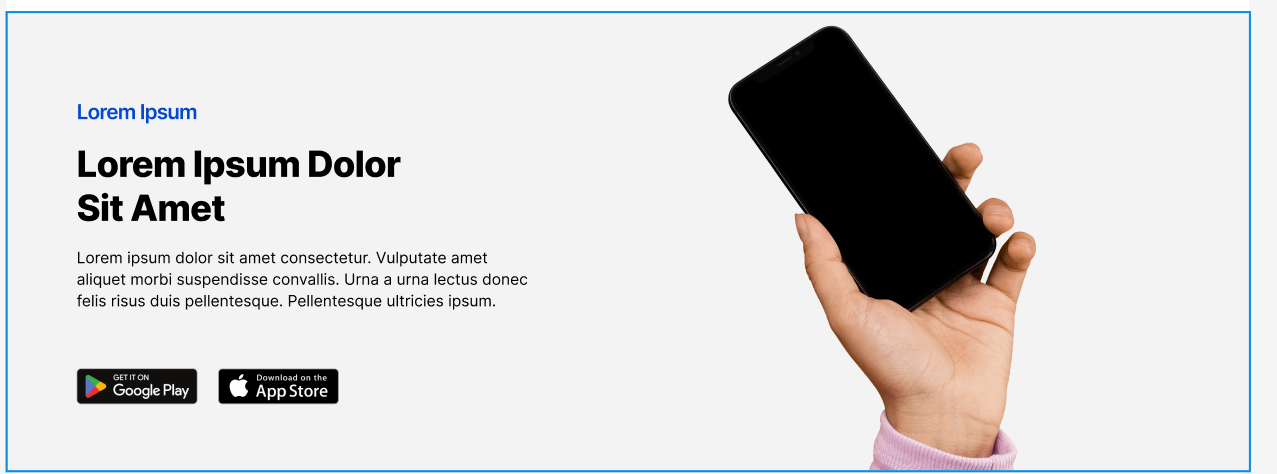 Lorem Ipsum
Lorem Ipsum Dolor
Sit Amet
Lorem ipsum dolor sit amet consectetur. Vulputate amet
aliquet morbi suspendisse convallis. Urna a urna lectus donec
felis risus duis pellentesque. Pellentesque ultricies ipsum.
GET IT ON
Google Play
Download on the
App Store